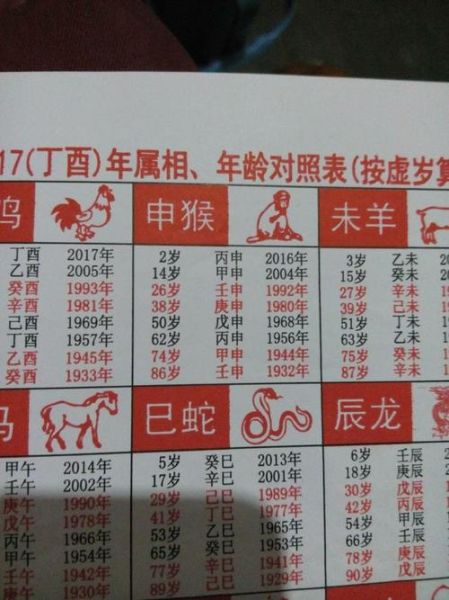 17(丁酉)年属相、年龄对照表(按虚岁算
鸡 申猴 未羊
丁酉 2017年 2岁 丙申 2016年 3岁 乙未
乙酉 2005年 14岁 甲申 2004年 15岁 癸未
癸酉 1993年 26岁 壬申 1992年 27岁 辛未
辛酉 1981年 38岁 庚申 1980年 39岁 己未
己酉 1969年 50岁 戊申 1968年 51岁 丁未
丁酉 1957年 62岁 丙申 1956年 63岁 乙未
乙酉 1945年 74岁 甲申 1944年 75岁 癸未
癸酉 1933年 86岁 壬申 1932年 87岁 辛未
马 巳蛇 辰龙
甲午 2014年 5岁 癸巳 2013年 6岁 壬辰
壬午 2002年 17岁 辛巳 2001年 18岁 庚辰
庚午 1990年 29岁 己巳 1989年 30岁 戊辰
戊午 1978年 41岁 丁巳 1977年 42岁 丙辰
丙午 1966年 53岁 乙巳 1965年 54岁 甲辰
甲午 1954年 65岁 癸巳 1953年 66岁 壬辰
壬午 1942年 77岁 辛巳 1941年 78岁 庚辰
庚午 1930年 89岁 己巳 1929年 90岁 戊辰